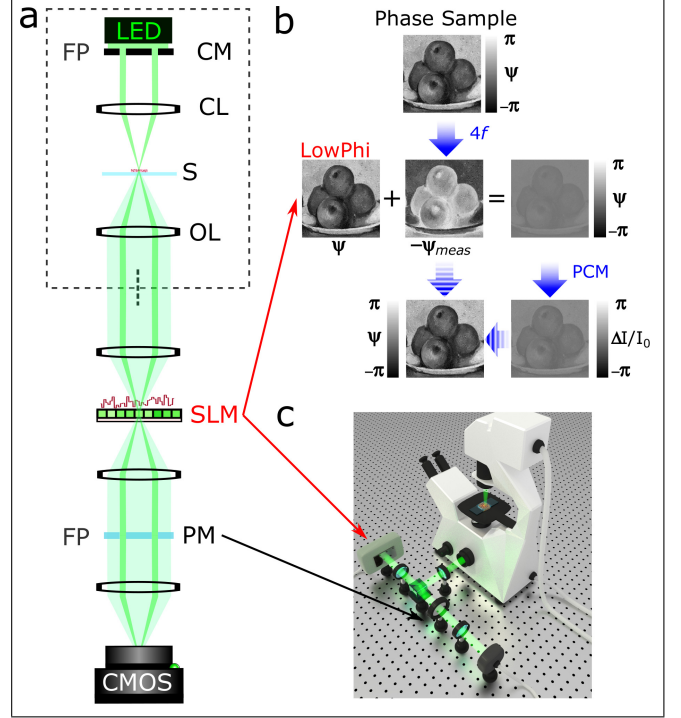 a
LED
FP
CM
CL
S
OL
SLM
FP
PM
CMOS
b
Phase Sample
π
ψ
–π
4f
LowPhi
+
=
π
ψ
–π
ψ
–ψmeas
PCM
π
ψ
–π
π
ΔI/I₀
–π
c